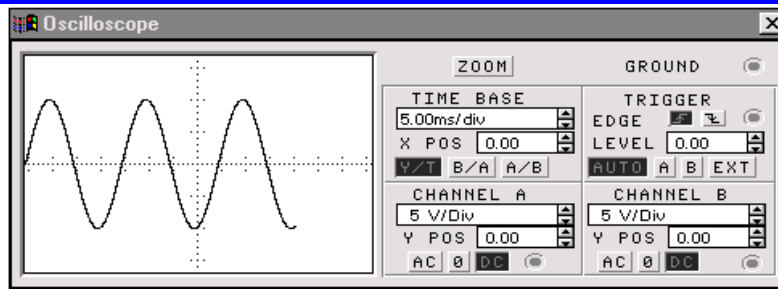 Oscilloscope
ZOOM GROUND
TIME BASE
5.00ms/div
X POS 0.00
Y/T B/A A/B
TRIGGER
EDGE
LEVEL 0.00
AUTO A B EXT
CHANNEL A
5 V/Div
Y POS 0.00
AC 0 DC
CHANNEL B
5 V/Div
Y POS 0.00
AC 0 DC